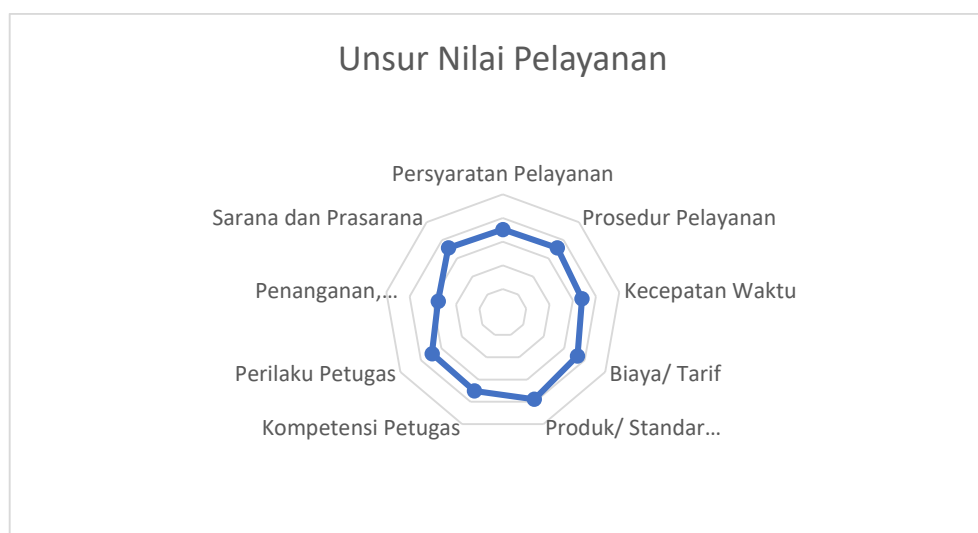 Unsur Nilai Pelayanan
Persyaratan Pelayanan
Prosedur Pelayanan
Kecepatan Waktu
Biaya/ Tarif
Produk/ Standar...
Kompetensi Petugas
Perilaku Petugas
Penanganan,...
Sarana dan Prasarana